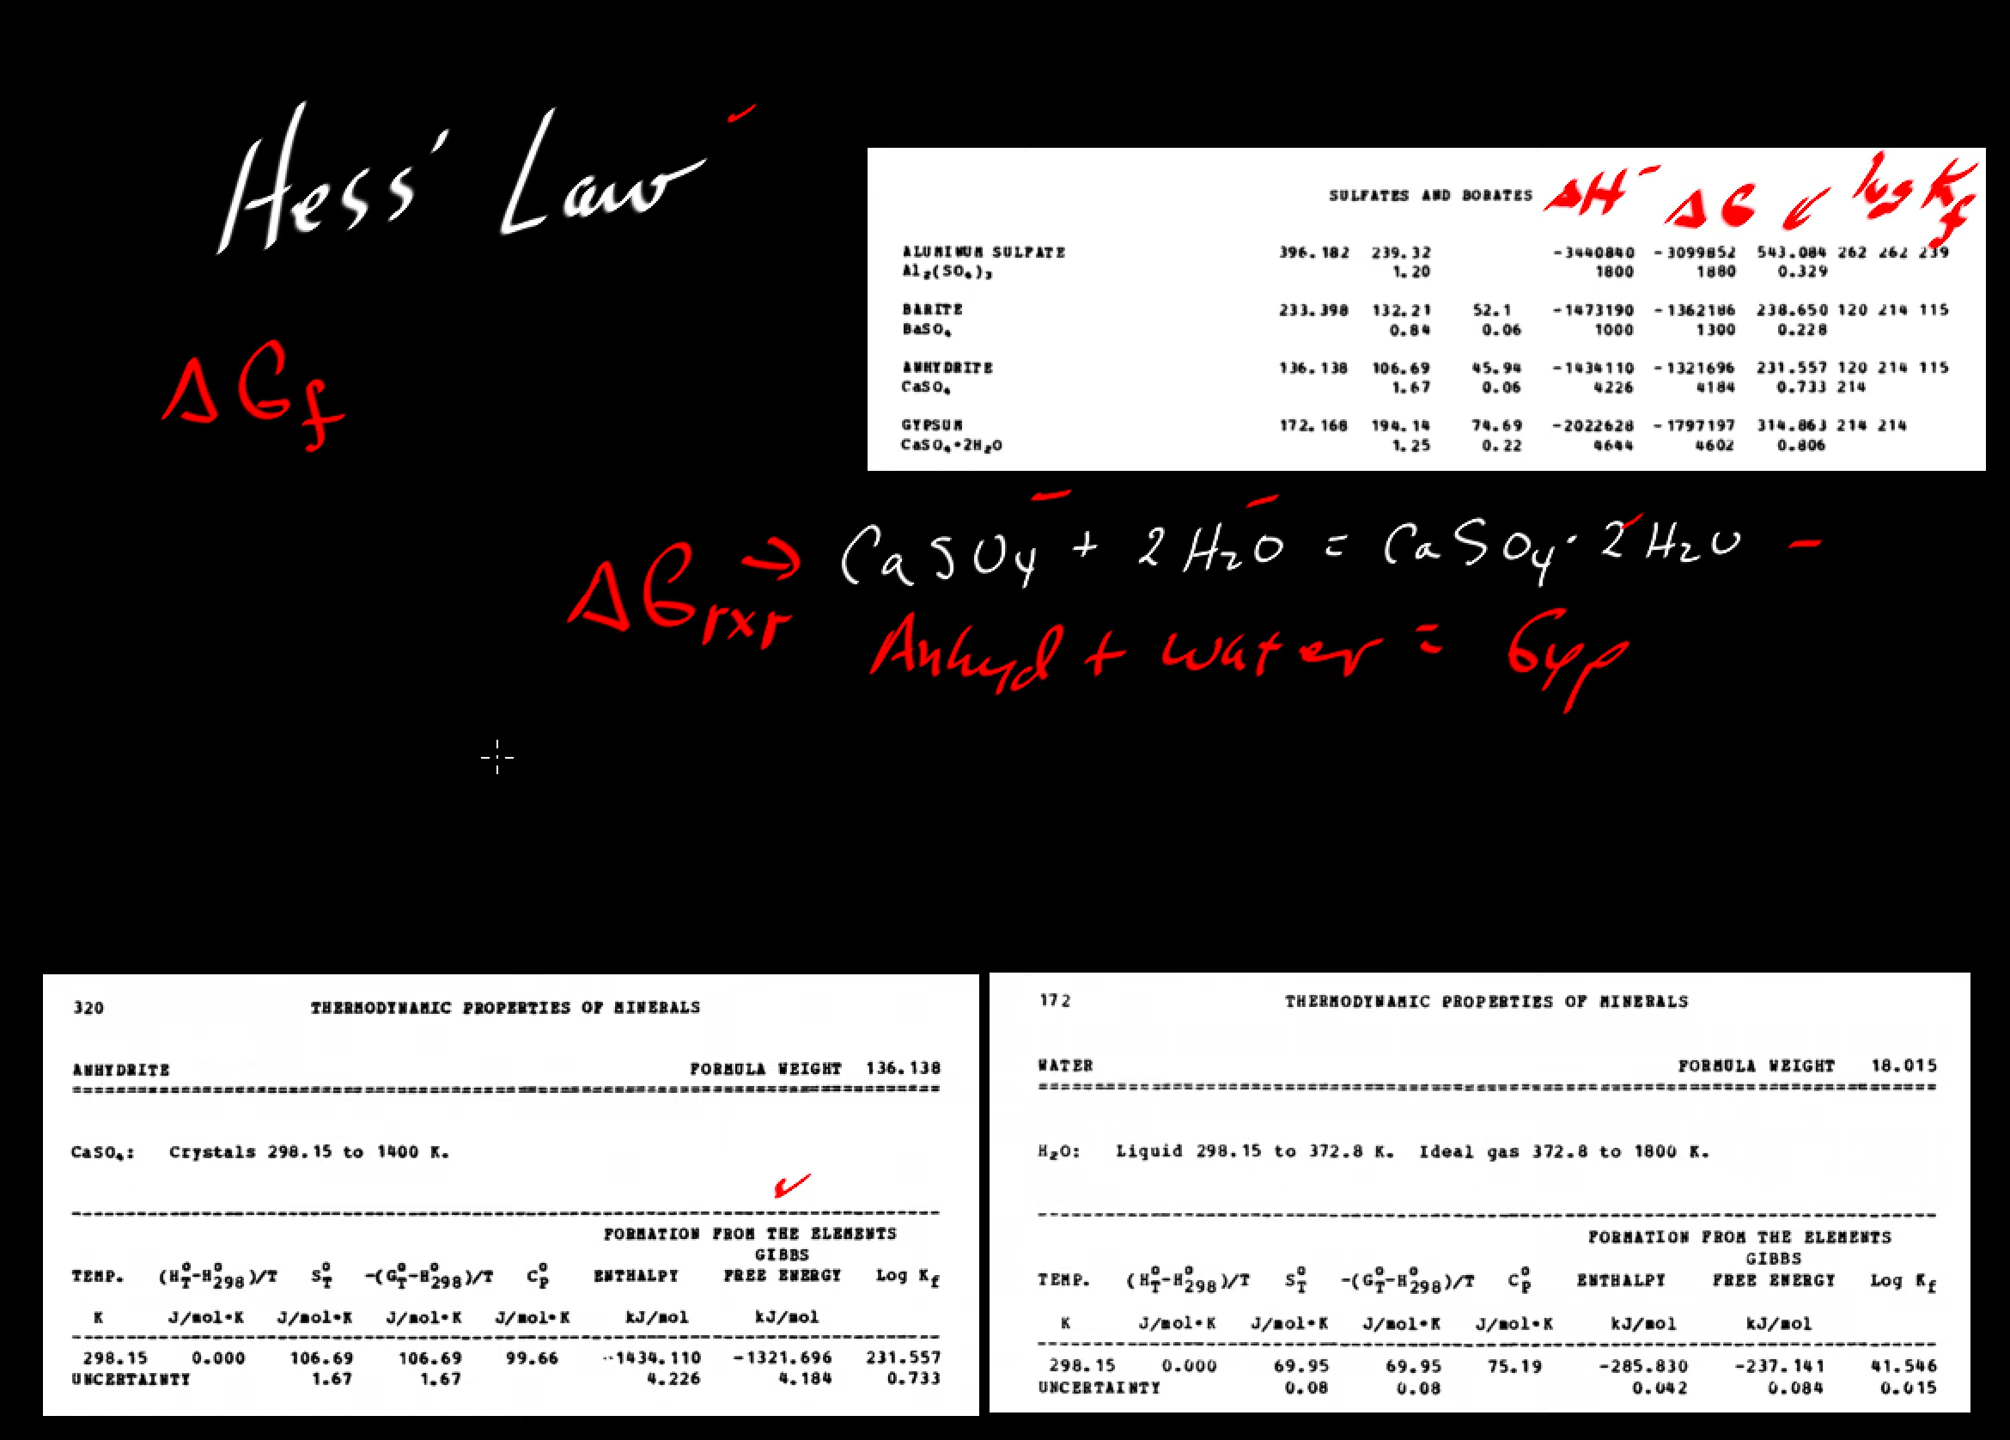 Hess' Law
SULFATES AND BORATES ΔH ΔG log Kf
ALUMINUM SULFATE 396.182 239.32 -3440840 -3099852 543.084 262 262 239
Al₂(SO₄)₃ 1.20 1800 1880 0.329
BARITE 233.398 132.21 52.1 -1473190 -1362186 238.650 120 214 115
BaSO₄ 0.84 0.06 1000 1300 0.228
ANHYDRITE 136.138 106.69 45.94 -1434110 -1321696 231.557 120 214 115
CaSO₄ 1.67 0.06 4226 4184 0.733 214
GYPSUM 172.168 194.14 74.69 -2022628 -1797197 314.863 214 214
CaSO₄·2H₂O 1.25 0.22 4644 4602 0.806
ΔGf
ΔGrxr → CaSO4 + 2H2O = CaSO4·2H2O
Anhyd + water = Gyp
320 THERMODYNAMIC PROPERTIES OF MINERALS
ANHYDRITE FORMULA WEIGHT 136.138
CaSO₄: Crystals 298.15 to 1400 K.
FORMATION FROM THE ELEMENTS
GIBBS
TEMP. (H°T-H°298)/T S°T -(G°T-H°298)/T C°P ENTHALPY FREE ENERGY Log Kf
K J/mol·K J/mol·K J/mol·K J/mol·K kJ/mol kJ/mol
298.15 0.000 106.69 106.69 99.66 -1434.110 -1321.696 231.557
UNCERTAINTY 1.67 1.67 4.226 4.184 0.733
172 THERMODYNAMIC PROPERTIES OF MINERALS
WATER FORMULA WEIGHT 18.015
H₂O: Liquid 298.15 to 372.8 K. Ideal gas 372.8 to 1800 K.
FORMATION FROM THE ELEMENTS
GIBBS
TEMP. (H°T-H°298)/T S°T -(G°T-H°298)/T C°P ENTHALPY FREE ENERGY Log Kf
K J/mol·K J/mol·K J/mol·K J/mol·K kJ/mol kJ/mol
298.15 0.000 69.95 69.95 75.19 -285.830 -237.141 41.546
UNCERTAINTY 0.08 0.08 0.042 0.084 0.015